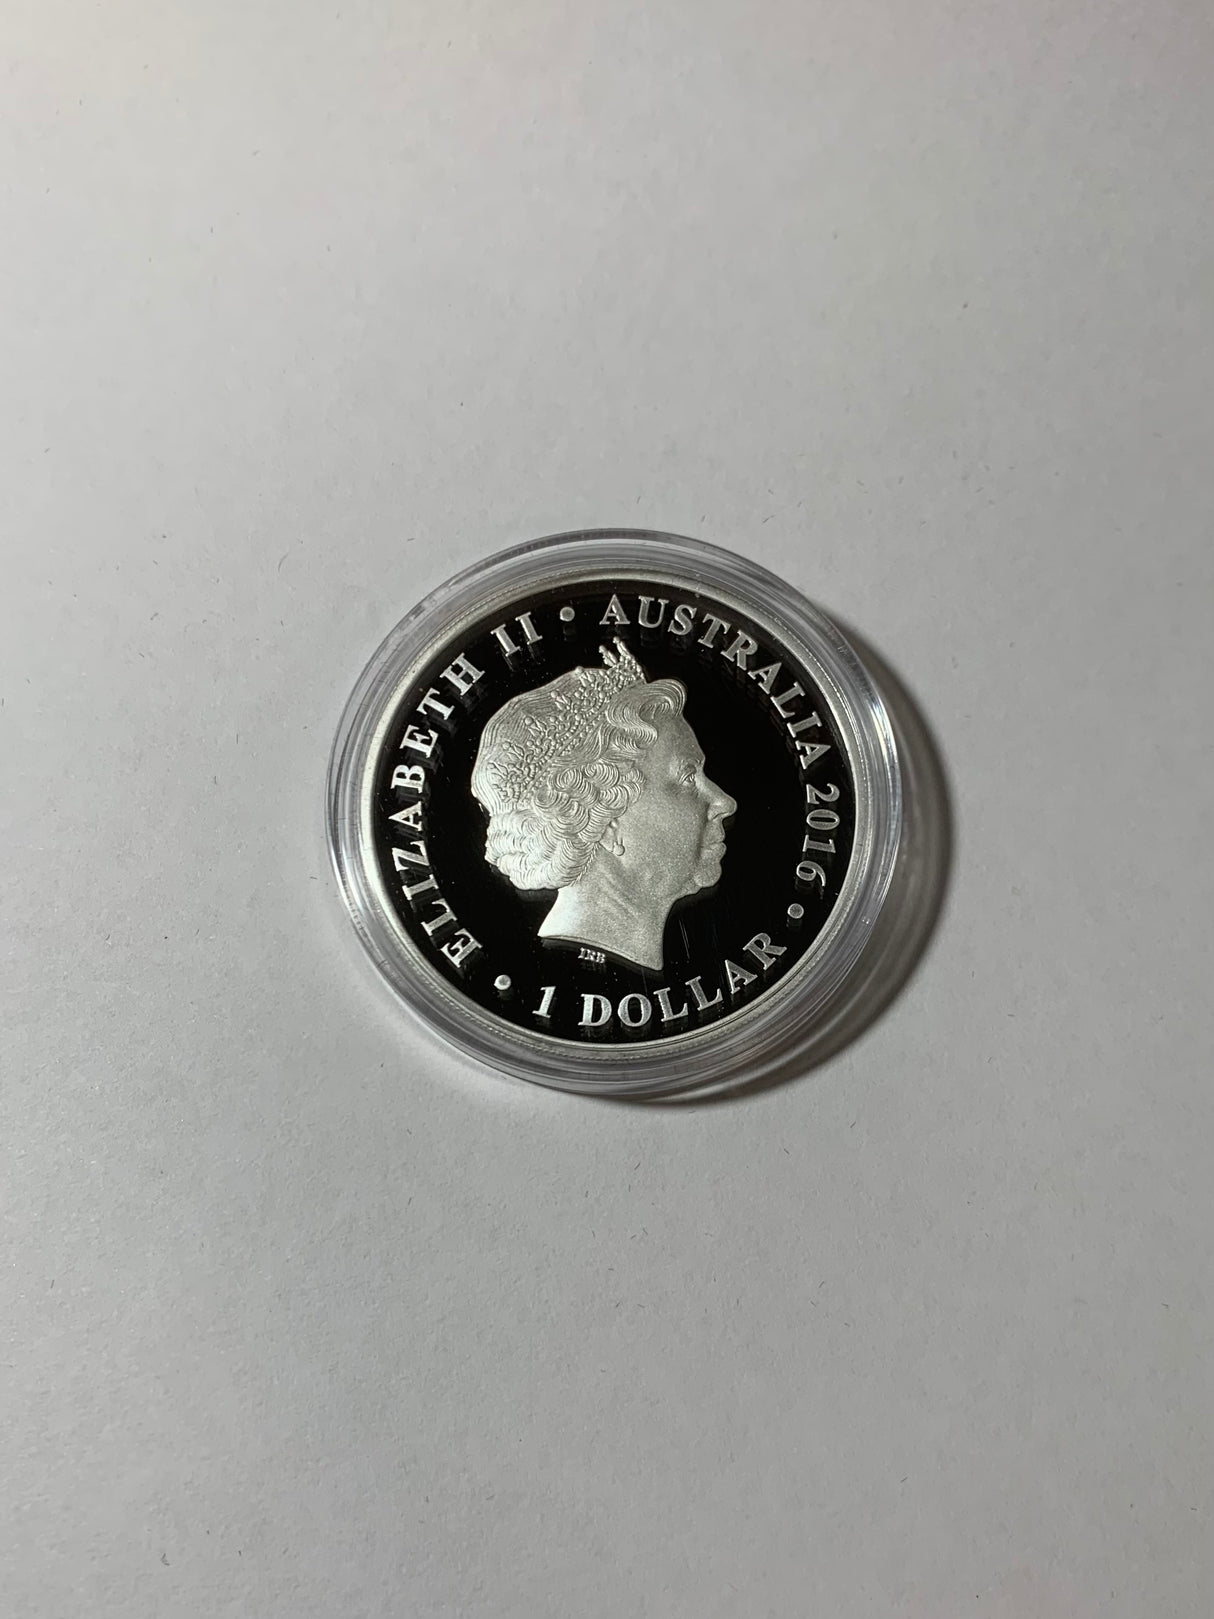 ELIZABETH II • AUSTRALIA 2016 • 1 DOLLAR •
IRB